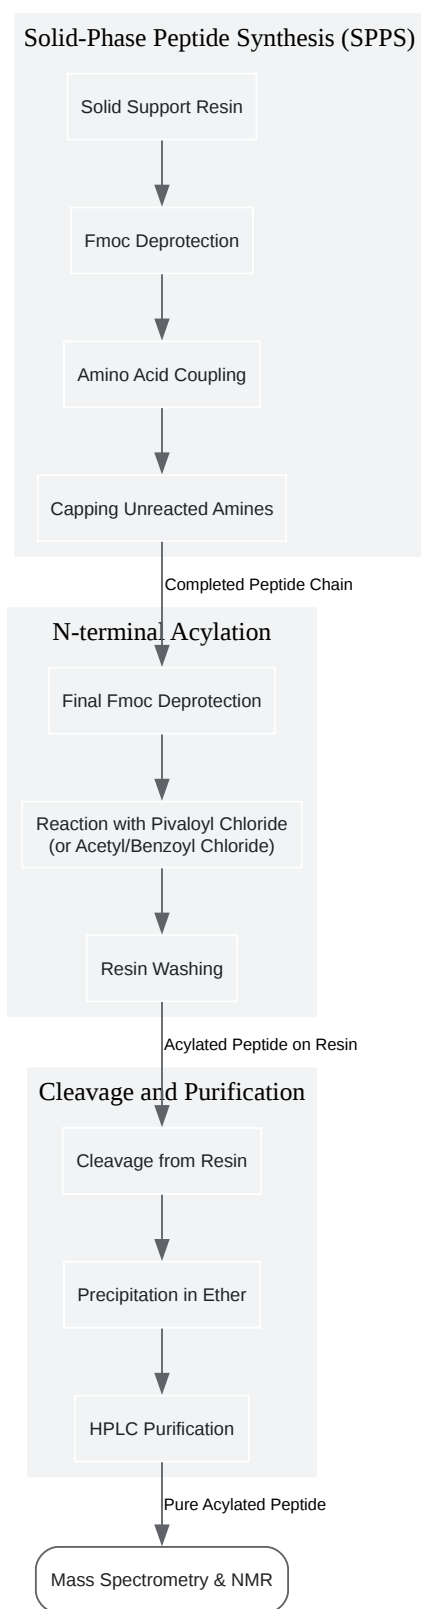 Solid-Phase Peptide Synthesis (SPPS)
Solid Support Resin
Fmoc Deprotection
Amino Acid Coupling
Capping Unreacted Amines
Completed Peptide Chain
N-terminal Acylation
Final Fmoc Deprotection
Reaction with Pivaloyl Chloride
(or Acetyl/Benzoyl Chloride)
Resin Washing
Acylated Peptide on Resin
Cleavage and Purification
Cleavage from Resin
Precipitation in Ether
HPLC Purification
Pure Acylated Peptide
Mass Spectrometry & NMR